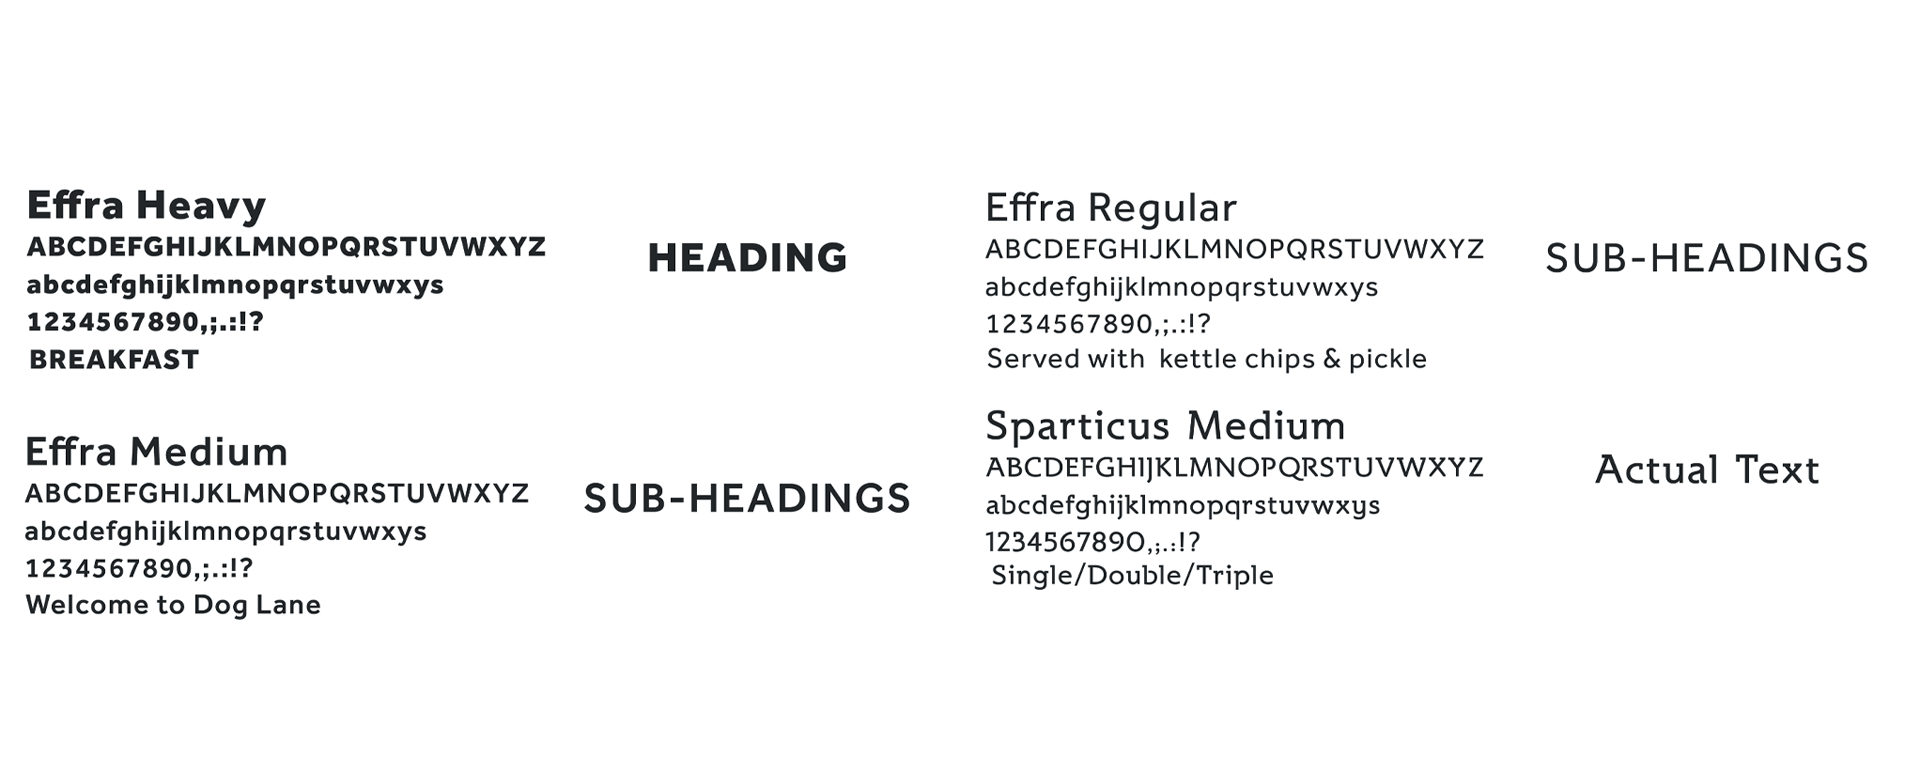 Effra Heavy
ABCDEFGHIJKLMNOPQRSTUVWXYZ
abcdefghijklmnopqrstuvwxys
1234567890,;.:!?
BREAKFAST
HEADING
Effra Medium
ABCDEFGHIJKLMNOPQRSTUVWXYZ
abcdefghijklmnopqrstuvwxys
1234567890,;.:!?
Welcome to Dog Lane
SUB-HEADINGS
Effra Regular
ABCDEFGHIJKLMNOPQRSTUVWXYZ
abcdefghijklmnopqrstuvwxys
1234567890,;.:!?
Served with kettle chips & pickle
SUB-HEADINGS
Sparticus Medium
ABCDEFGHIJKLMNOPQRSTUVWXYZ
abcdefghijklmnopqrstuvwxys
1234567890,;.:!?
Single/Double/Triple
Actual Text